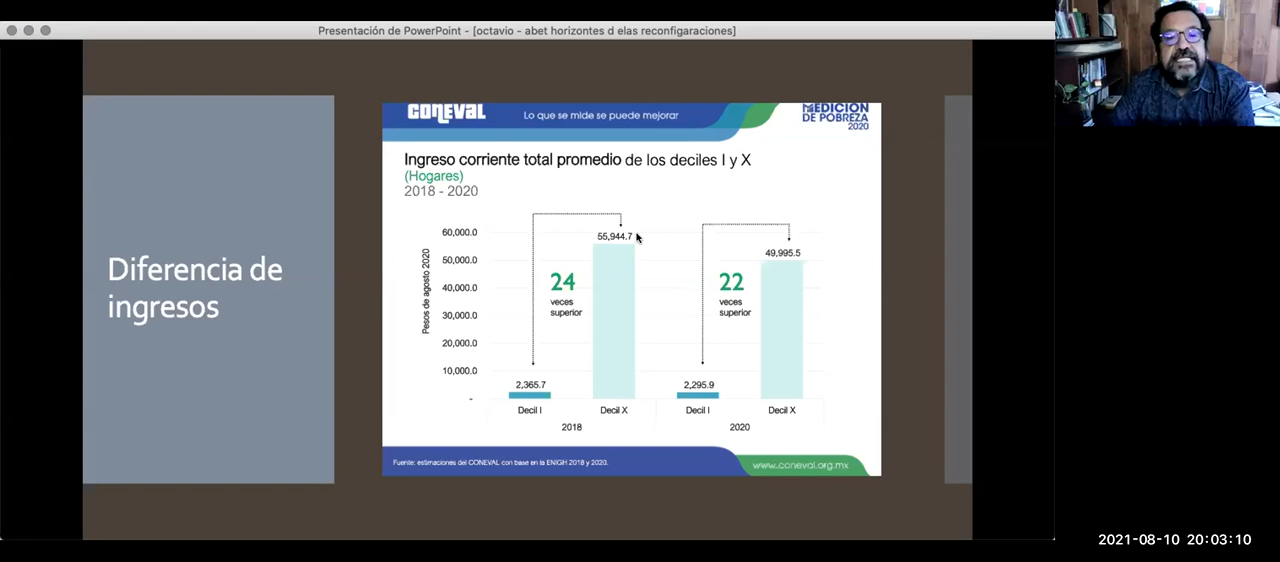 Presentación de PowerPoint - [octavio - abet horizontes d elas reconfigaraciones]
Diferencia de
ingresos
CONEVAL
Lo que se mide se puede mejorar
MEDICIÓN
DE POBREZA
2020
Ingreso corriente total promedio de los deciles I y X
(Hogares)
2018 - 2020
Pesos de agosto 2020
60,000.0
50,000.0
40,000.0
30,000.0
20,000.0
10,000.0
-
55,944.7
24
veces
superior
2,365.7
49,995.5
22
veces
superior
2,295.9
Decil I
Decil X
Decil I
Decil X
2018
2020
Fuente: estimaciones del CONEVAL con base en la ENIGH 2018 y 2020.
www.coneval.org.mx
2021-08-10 20:03:10